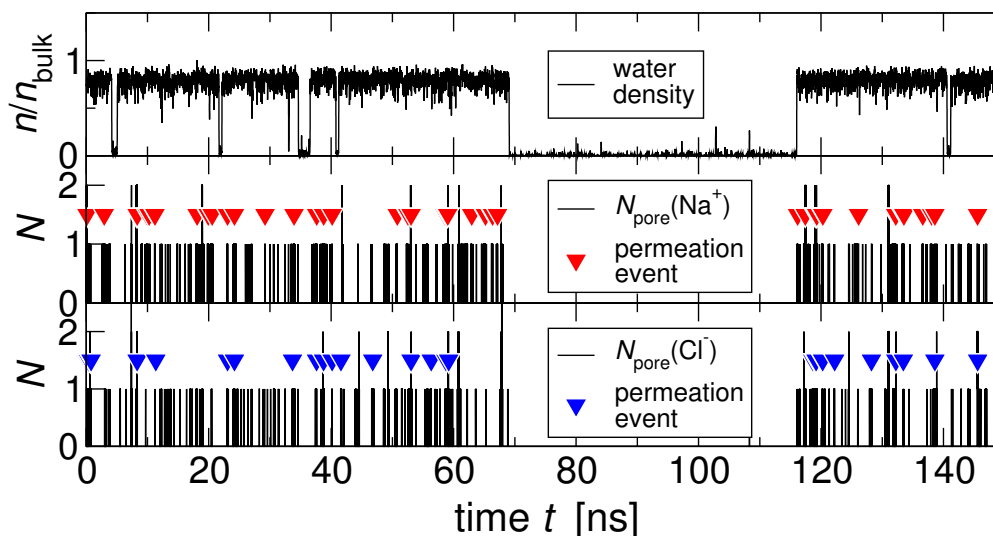 n/n_bulk
1
0
water
density
N
2
1
0
N_pore(Na⁺)
permeation
event
N
2
1
0
N_pore(Cl⁻)
permeation
event
0 20 40 60 80 100 120 140
time t [ns]